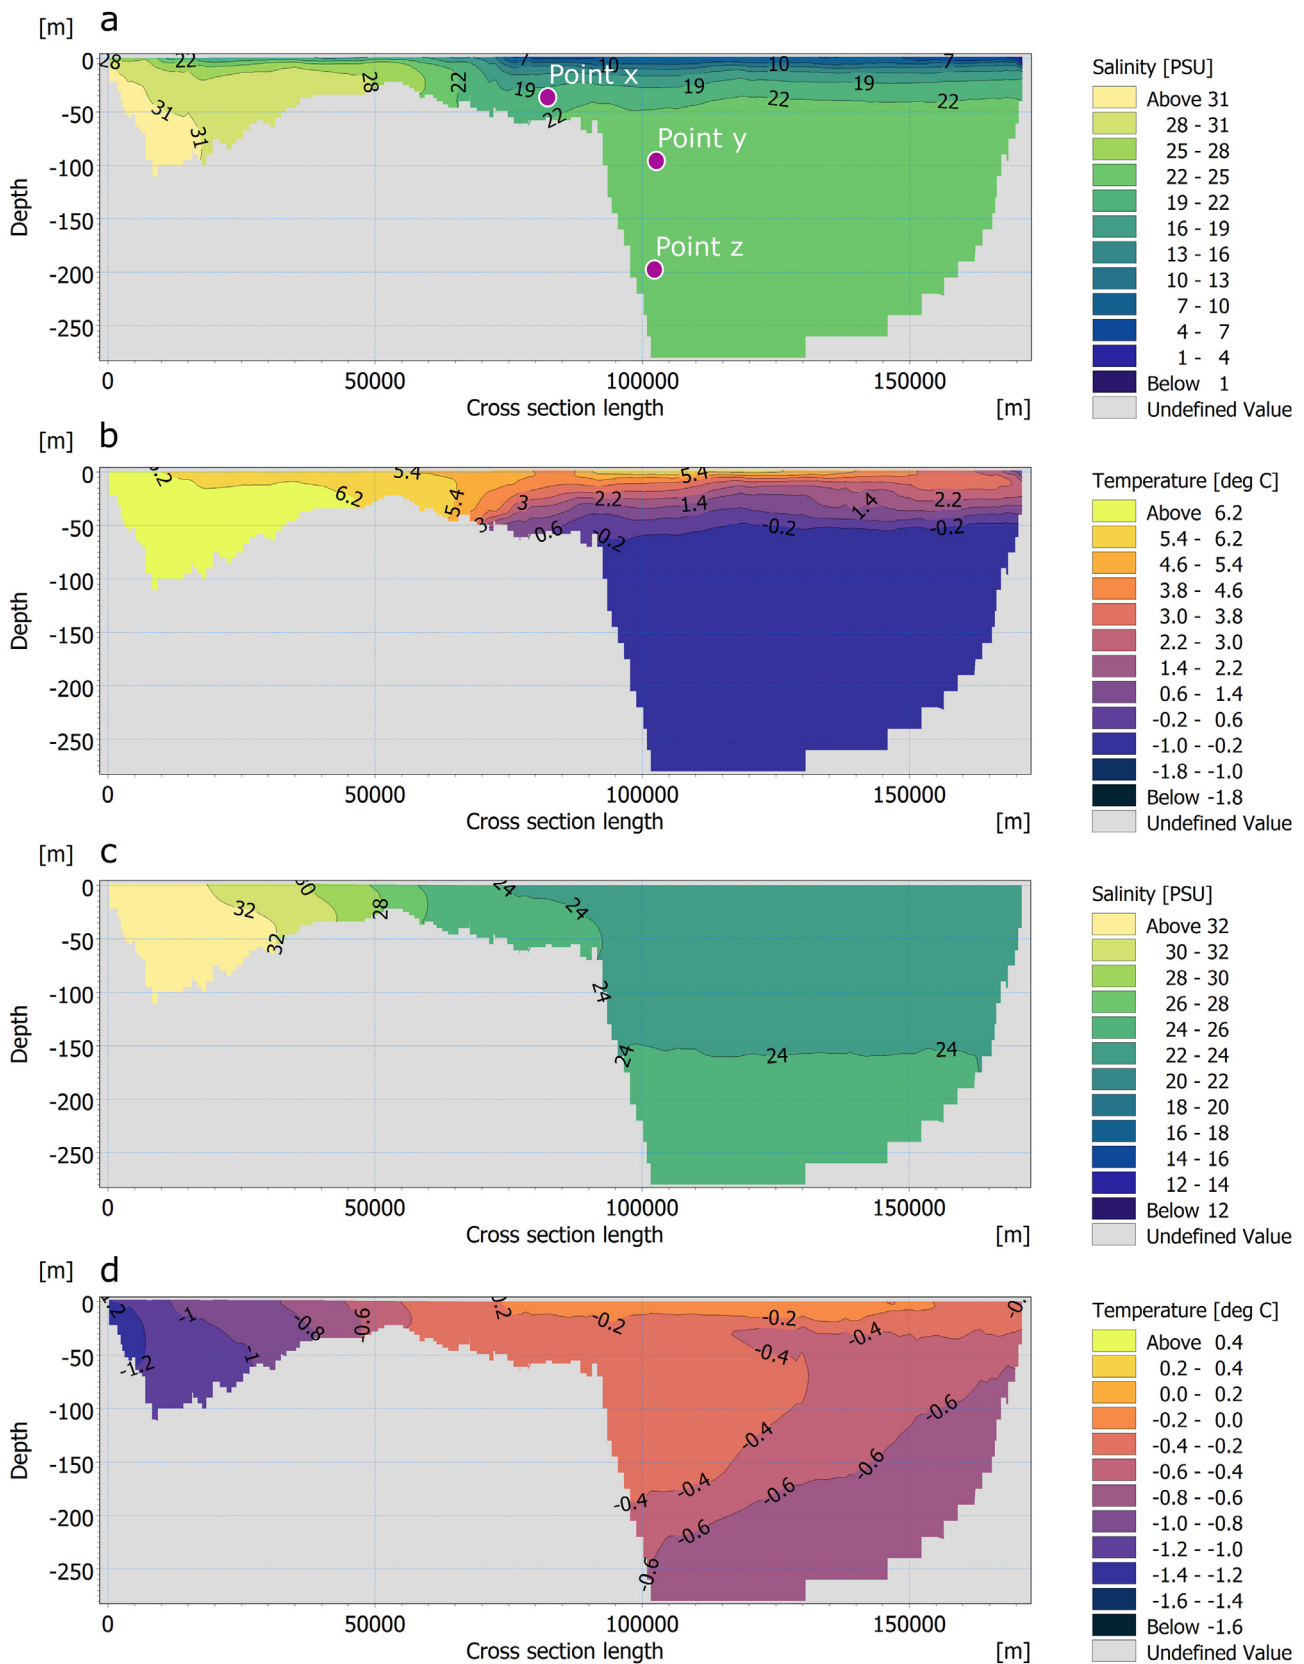 a
[m]
28 22 7 10 10 7
Point x
28 22 19 19 19
31 31 22 22 22
Point y
Point z
0
-50
-100
-150
-200
-250
Depth
0 50000 100000 150000
Cross section length [m]
Salinity [PSU]
Above 31
28 - 31
25 - 28
22 - 25
19 - 22
16 - 19
13 - 16
10 - 13
7 - 10
4 - 7
1 - 4
Below 1
Undefined Value
b
[m]
6.2 5.4 5.4
6.2 5.4 3 2.2 1.4 1.4 2.2
3 0.6 -0.2 -0.2 -0.2
0
-50
-100
-150
-200
-250
Depth
0 50000 100000 150000
Cross section length [m]
Temperature [deg C]
Above 6.2
5.4 - 6.2
4.6 - 5.4
3.8 - 4.6
3.0 - 3.8
2.2 - 3.0
1.4 - 2.2
0.6 - 1.4
-0.2 - 0.6
-1.0 - -0.2
-1.8 - -1.0
Below -1.8
Undefined Value
c
[m]
30 24
32 28 24
32
24
24 24 24
0
-50
-100
-150
-200
-250
Depth
0 50000 100000 150000
Cross section length [m]
Salinity [PSU]
Above 32
30 - 32
28 - 30
26 - 28
24 - 26
22 - 24
20 - 22
18 - 20
16 - 18
14 - 16
12 - 14
Below 12
Undefined Value
d
[m]
-1 -0.8 -0.6 -0.2 -0.2 -0.4
-1.2 -1 -0.4
-0.4 -0.6
-0.4 -0.4 -0.6 -0.6
-0.6
-0.6
0
-50
-100
-150
-200
-250
Depth
0 50000 100000 150000
Cross section length [m]
Temperature [deg C]
Above 0.4
0.2 - 0.4
0.0 - 0.2
-0.2 - 0.0
-0.4 - -0.2
-0.6 - -0.4
-0.8 - -0.6
-1.0 - -0.8
-1.2 - -1.0
-1.4 - -1.2
-1.6 - -1.4
Below -1.6
Undefined Value